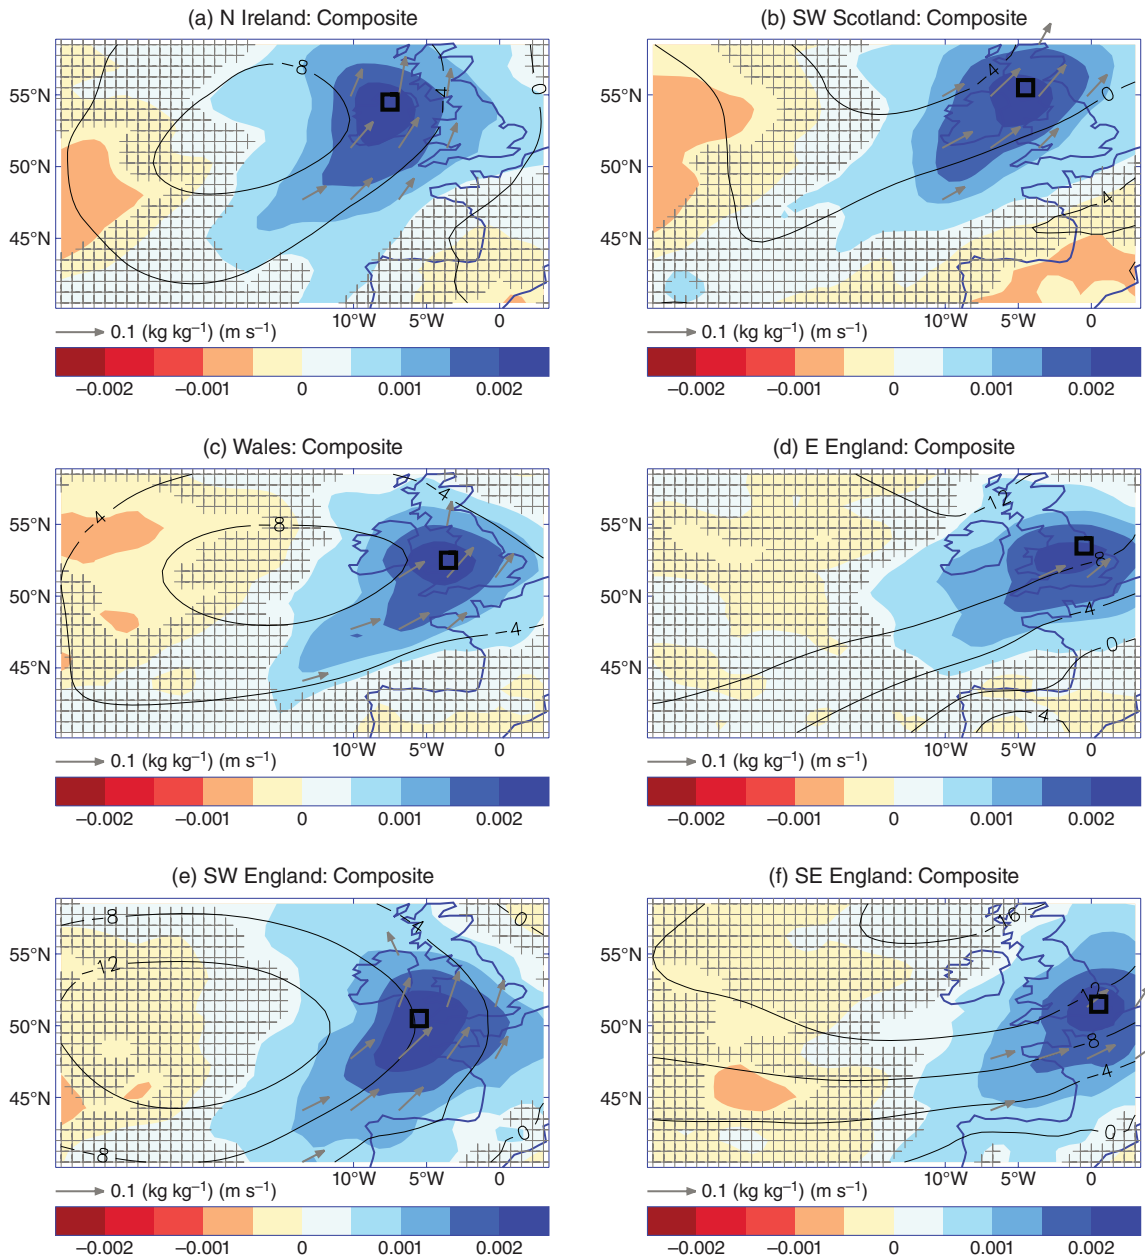 (a) N Ireland: Composite
(b) SW Scotland: Composite
8
4
0
4
0
4
55°N
50°N
45°N
55°N
50°N
45°N
10°W 5°W 0
10°W 5°W 0
0.1 (kg kg⁻¹) (m s⁻¹)
0.1 (kg kg⁻¹) (m s⁻¹)
−0.002 −0.001 0 0.001 0.002
−0.002 −0.001 0 0.001 0.002
(c) Wales: Composite
(d) E England: Composite
4
4
8
4
12
8
4
0
4
55°N
50°N
45°N
55°N
50°N
45°N
10°W 5°W 0
10°W 5°W 0
0.1 (kg kg⁻¹) (m s⁻¹)
0.1 (kg kg⁻¹) (m s⁻¹)
−0.002 −0.001 0 0.001 0.002
−0.002 −0.001 0 0.001 0.002
(e) SW England: Composite
(f) SE England: Composite
8
4
0
12
8
0
16
12
8
4
0
55°N
50°N
45°N
55°N
50°N
45°N
10°W 5°W 0
10°W 5°W 0
0.1 (kg kg⁻¹) (m s⁻¹)
0.1 (kg kg⁻¹) (m s⁻¹)
−0.002 −0.001 0 0.001 0.002
−0.002 −0.001 0 0.001 0.002